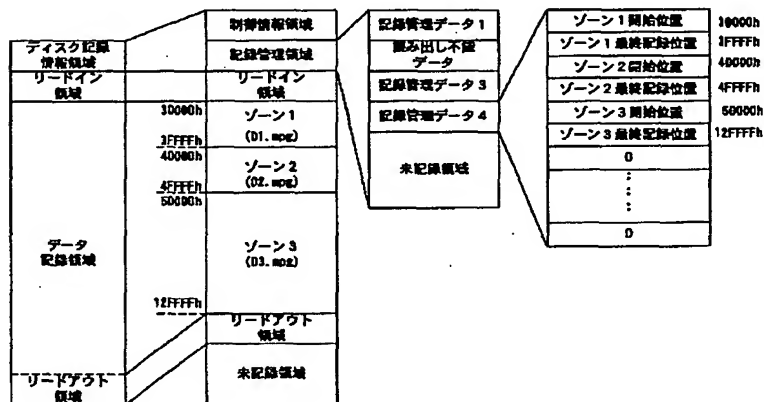 ディスク記録
情報領域
リードイン
領域
データ
記録領域
リードアウト
領域
制御情報領域
記録管理領域
リードイン
領域
30000h
ゾーン1
(D1.mpg)
3FFFFh
40000h
ゾーン2
(D2.mpg)
4FFFFh
50000h
ゾーン3
(D3.mpg)
12FFFFh
リードアウト
領域
未記録領域
記録管理データ1
読み出し不能
データ
記録管理データ3
記録管理データ4
未記録領域
ゾーン1開始位置 30000h
ゾーン1最終記録位置 3FFFFh
ゾーン2開始位置 40000h
ゾーン2最終記録位置 4FFFFh
ゾーン3開始位置 50000h
ゾーン3最終記録位置 12FFFFh
0
0